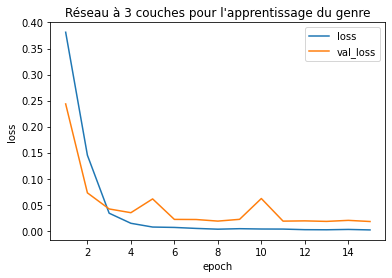 Réseau à 3 couches pour l'apprentissage du genre
loss
val_loss
0.40
0.35
0.30
0.25
0.20
0.15
0.10
0.05
0.00
loss
2 4 6 8 10 12 14
epoch